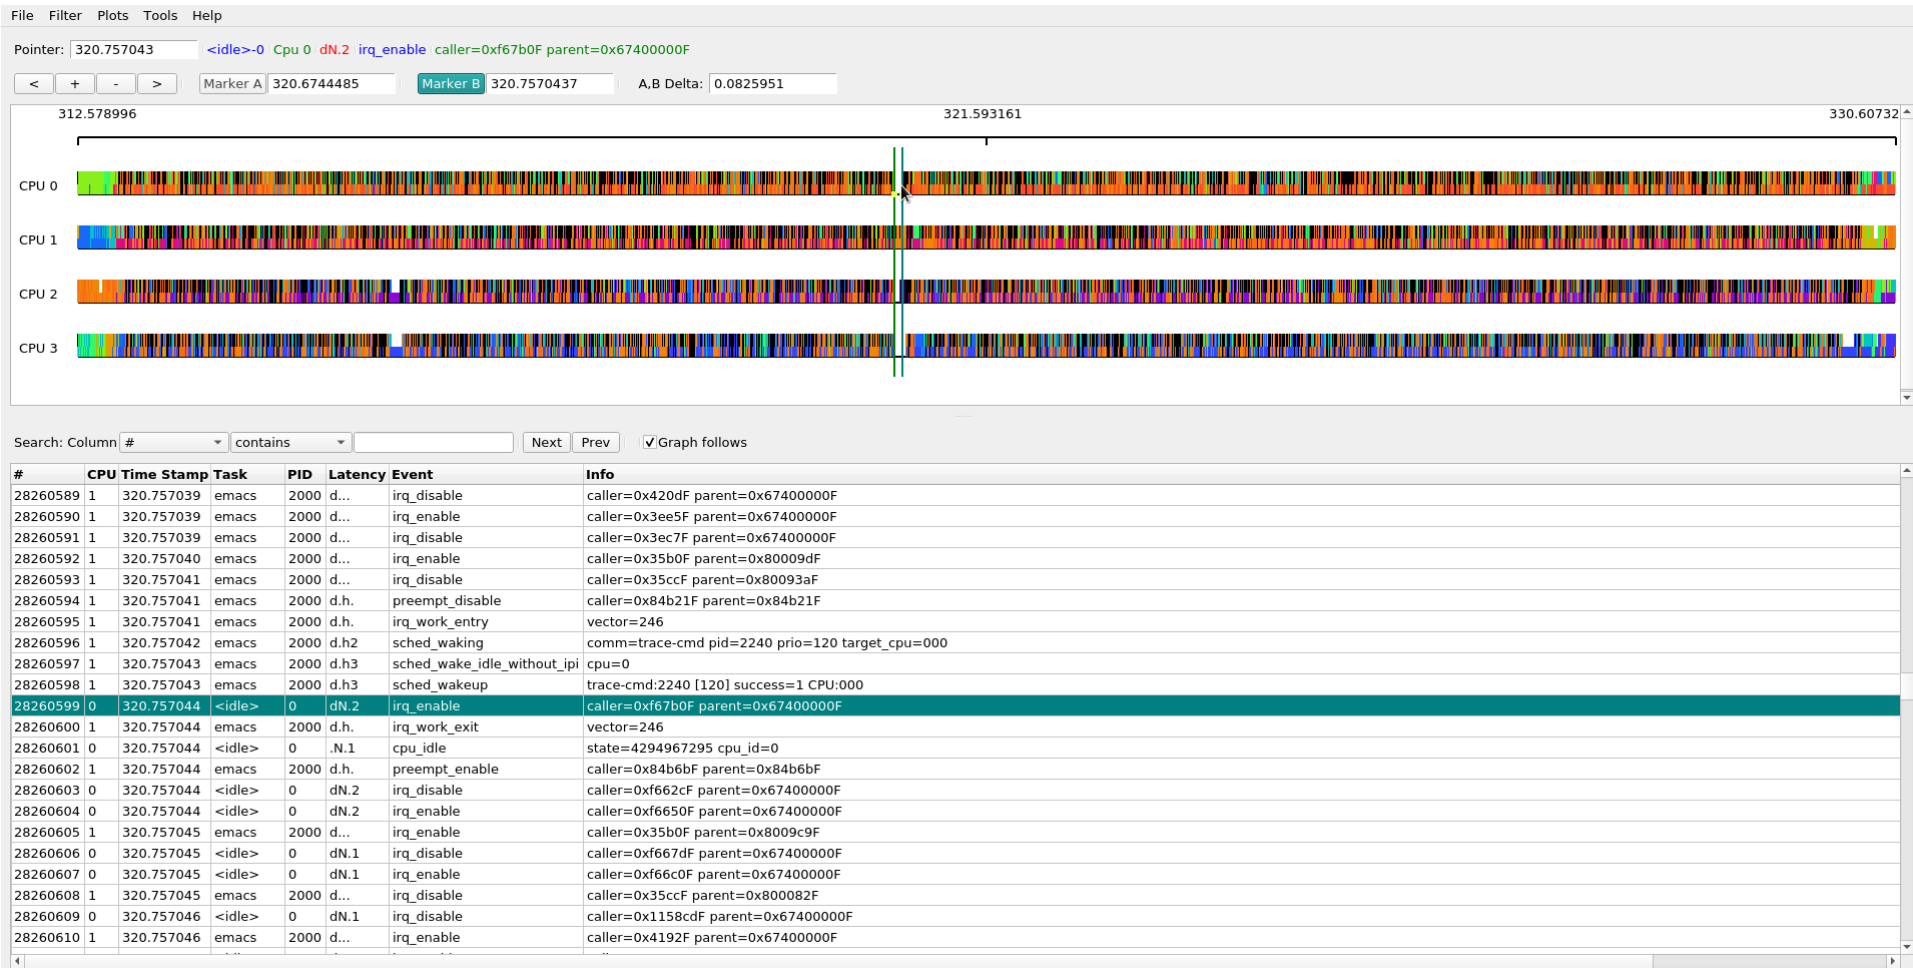 File Filter Plots Tools Help
Pointer: 320.757043 <idle>-0 Cpu 0 dN.2 irq_enable caller=0xf67b0F parent=0x67400000F
< + - > Marker A 320.6744485 Marker B 320.7570437 A,B Delta: 0.0825951
312.578996 321.593161 330.60732
CPU 0
CPU 1
CPU 2
CPU 3
Search: Column # contains Next Prev Graph follows
# CPU Time Stamp Task PID Latency Event Info
28260589 1 320.757039 emacs 2000 d... irq_disable caller=0x420dF parent=0x67400000F
28260590 1 320.757039 emacs 2000 d... irq_enable caller=0x3ee5F parent=0x67400000F
28260591 1 320.757039 emacs 2000 d... irq_disable caller=0x3ec7F parent=0x67400000F
28260592 1 320.757040 emacs 2000 d... irq_enable caller=0x35b0F parent=0x80009dF
28260593 1 320.757041 emacs 2000 d... irq_disable caller=0x35ccF parent=0x80093aF
28260594 1 320.757041 emacs 2000 d.h. preempt_disable caller=0x84b21F parent=0x84b21F
28260595 1 320.757041 emacs 2000 d.h. irq_work_entry vector=246
28260596 1 320.757042 emacs 2000 d.h2 sched_waking comm=trace-cmd pid=2240 prio=120 target_cpu=000
28260597 1 320.757043 emacs 2000 d.h3 sched_wake_idle_without_ipi cpu=0
28260598 1 320.757043 emacs 2000 d.h3 sched_wakeup trace-cmd:2240 [120] success=1 CPU:000
28260599 0 320.757044 <idle> 0 dN.2 irq_enable caller=0xf67b0F parent=0x67400000F
28260600 1 320.757044 emacs 2000 d.h. irq_work_exit vector=246
28260601 0 320.757044 <idle> 0 .N.1 cpu_idle state=4294967295 cpu_id=0
28260602 1 320.757044 emacs 2000 d.h. preempt_enable caller=0x84b6bF parent=0x84b6bF
28260603 0 320.757044 <idle> 0 dN.2 irq_disable caller=0xf662cF parent=0x67400000F
28260604 0 320.757044 <idle> 0 dN.2 irq_enable caller=0xf6650F parent=0x67400000F
28260605 1 320.757045 emacs 2000 d... irq_enable caller=0x35b0F parent=0x8009c9F
28260606 0 320.757045 <idle> 0 dN.1 irq_disable caller=0xf667dF parent=0x67400000F
28260607 0 320.757045 <idle> 0 dN.1 irq_enable caller=0xf66c0F parent=0x67400000F
28260608 1 320.757045 emacs 2000 d... irq_disable caller=0x35ccF parent=0x800082F
28260609 0 320.757046 <idle> 0 dN.1 irq_disable caller=0x1158cdF parent=0x67400000F
28260610 1 320.757046 emacs 2000 d... irq_enable caller=0x4192F parent=0x67400000F